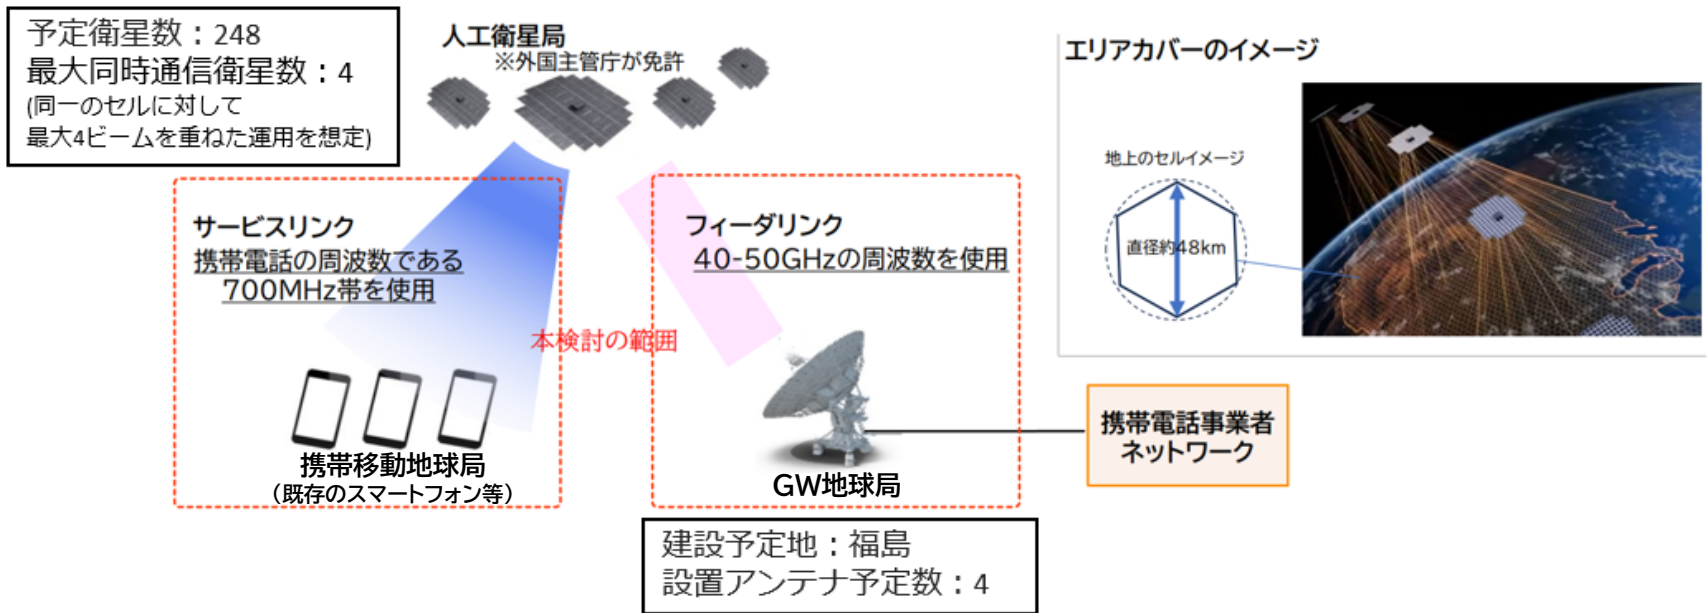 予定衛星数：248
最大同時通信衛星数：4
(同一のセルに対して
最大4ビームを重ねた運用を想定)
人工衛星局
※外国主管庁が免許
サービスリンク
携帯電話の周波数である
700MHz帯を使用
本検討の範囲
携帯移動地球局
（既存のスマートフォン等）
フィーダリンク
40-50GHzの周波数を使用
GW地球局
建設予定地：福島
設置アンテナ予定数：4
携帯電話事業者
ネットワーク
エリアカバーのイメージ
地上のセルイメージ
直径約48km